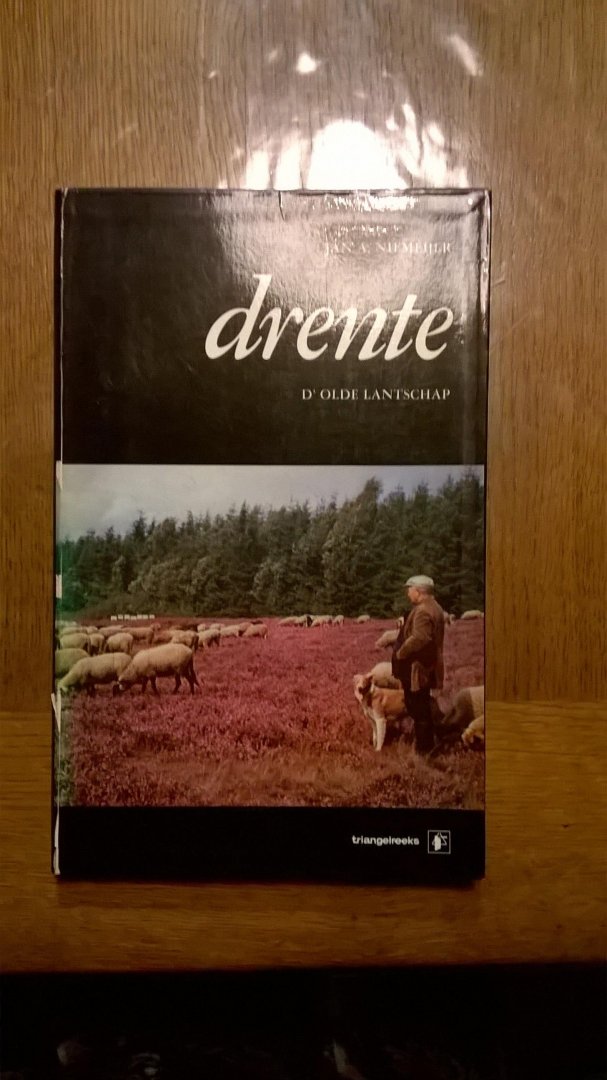 JAN A. NIEMEIJER
drente
D' OLDE LANTSCHAP
triangelreeks